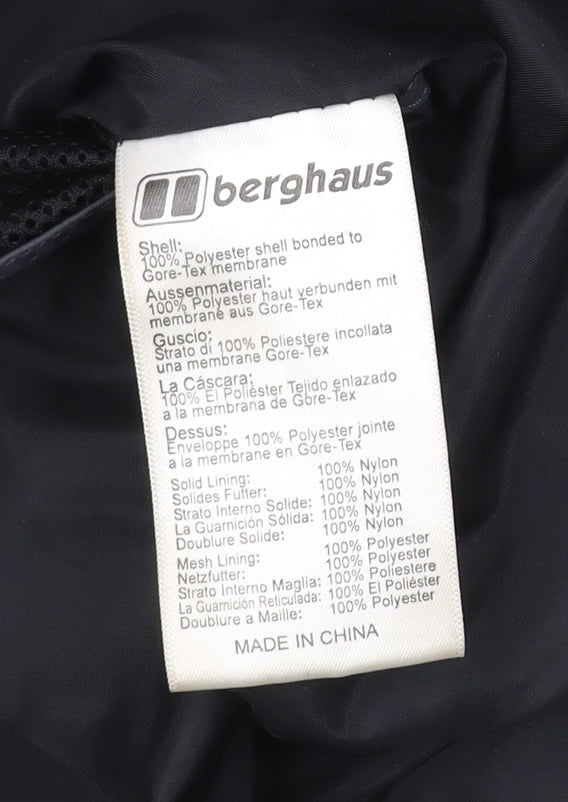 berghaus
Shell:
100% Polyester shell bonded to
Gore-Tex membrane
Aussenmaterial:
100% Polyester haut verbunden mit
membrane aus Gore-Tex
Guscio:
Strato di 100% Poliestere incollata
una membrane Gore-Tex
La Cáscara:
100% El Poliéster Tejido enlazado
a la membrana de Gore-Tex
Dessus:
Enveloppe 100% Polyester jointe
a la membrane en Gore-Tex
Solid Lining: 100% Nylon
Solides Futter: 100% Nylon
Strato Interno Solide: 100% Nylon
La Guarnición Sólida: 100% Nylon
Doublure Solide: 100% Nylon
Mesh Lining: 100% Polyester
Netzfutter: 100% Polyester
Strato Interno Maglia: 100% Poliestere
La Guarnición Reticulada: 100% El Poliéster
Doublure a Maille: 100% Polyester
MADE IN CHINA